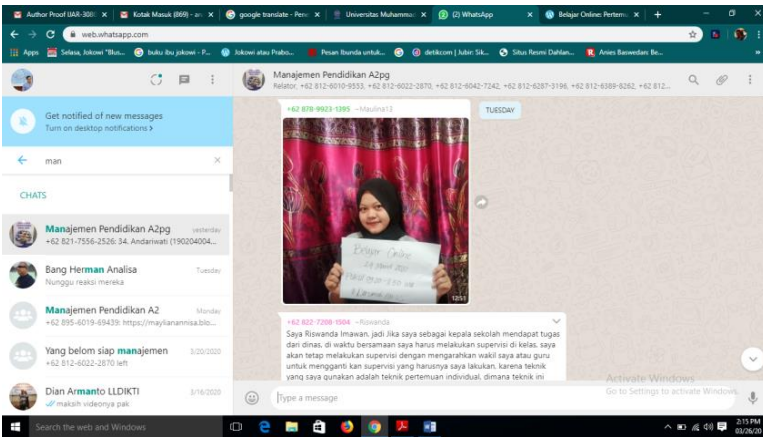 Author Proof IJAR-308
Kotak Masuk (869) - an
google translate - Pene
Universitas Muhammad
(2) WhatsApp
Belajar Online: Pertemu
web.whatsapp.com
Apps
Selasa, Jokowi "Blus...
buku ibu jokowi - P...
Jokowi atau Prabo...
Pesan Ibunda untuk...
detikcom | Jubir: Sik...
Situs Resmi Dahlan...
Anies Baswedan: Be...
Get notified of new messages
Turn on desktop notifications >
man
CHATS
Manajemen Pendidikan A2pg
yesterday
+62 821-7556-2526: 34. Andariwati (190204004...
Bang Herman Analisa
Tuesday
Nunggu reaksi mereka
Manajemen Pendidikan A2
Monday
+62 895-6019-69439: https://maylianannisa.blo...
Yang belom siap manajemen
3/20/2020
+62 812-6022-2870 left
Dian Armanto LLDIKTI
3/16/2020
maksih videonya pak
Manajemen Pendidikan A2pg
Relator, +62 812-6010-9533, +62 812-6022-2870, +62 812-6042-7242, +62 812-6287-3196, +62 812-6389-8262, +62 812...
TUESDAY
+62 878-9923-1395 ~Maulina12
Belajar Online
12:51
+62 822-7208-1504 ~Riswanda
Saya Riswanda Imawan, jadi Jika saya sebagai kepala sekolah mendapat tugas
dari dinas, di waktu bersamaan saya harus melakukan supervisi di kelas, saya
akan tetap melakukan supervisi dengan mengarahkan wakil saya atau guru
untuk mengganti kan supervisi yang harusnya saya lakukan. karena teknik
yang saya gunakan adalah teknik pertemuan individual, dimana teknik ini
Type a message
Activate Windows
Go to Settings to activate Windows.
Search the web and Windows
2:15 PM
03/26/20